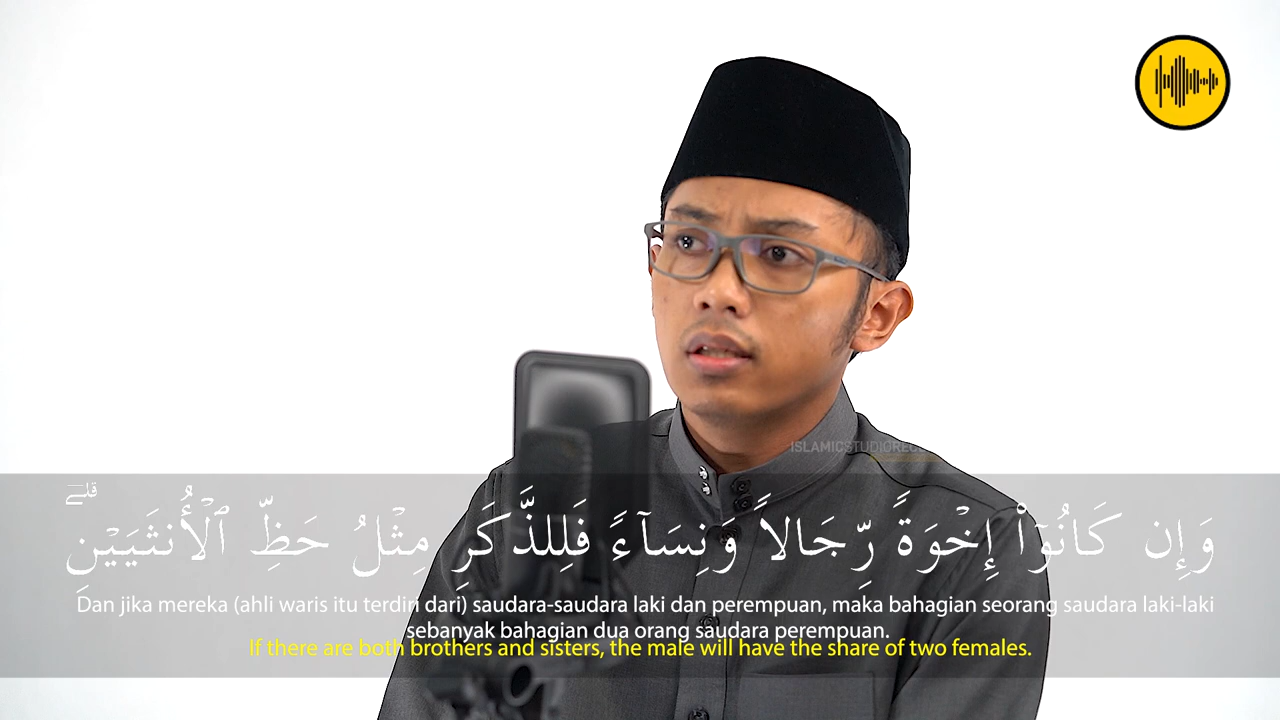 ISLAMICSTUDIO
وَإِن كَانُوٓاْ إِخۡوَةً رِّجَالاً وَنِسَآءً فَلِلذَّكَرِ مِثۡلُ حَظِّ ٱلۡأُنثَيَيۡنِۗ
Dan jika mereka (ahli waris itu terdiri dari) saudara-saudara laki dan perempuan, maka bahagian seorang saudara laki-laki
sebanyak bahagian dua orang saudara perempuan.
If there are both brothers and sisters, the male will have the share of two females.